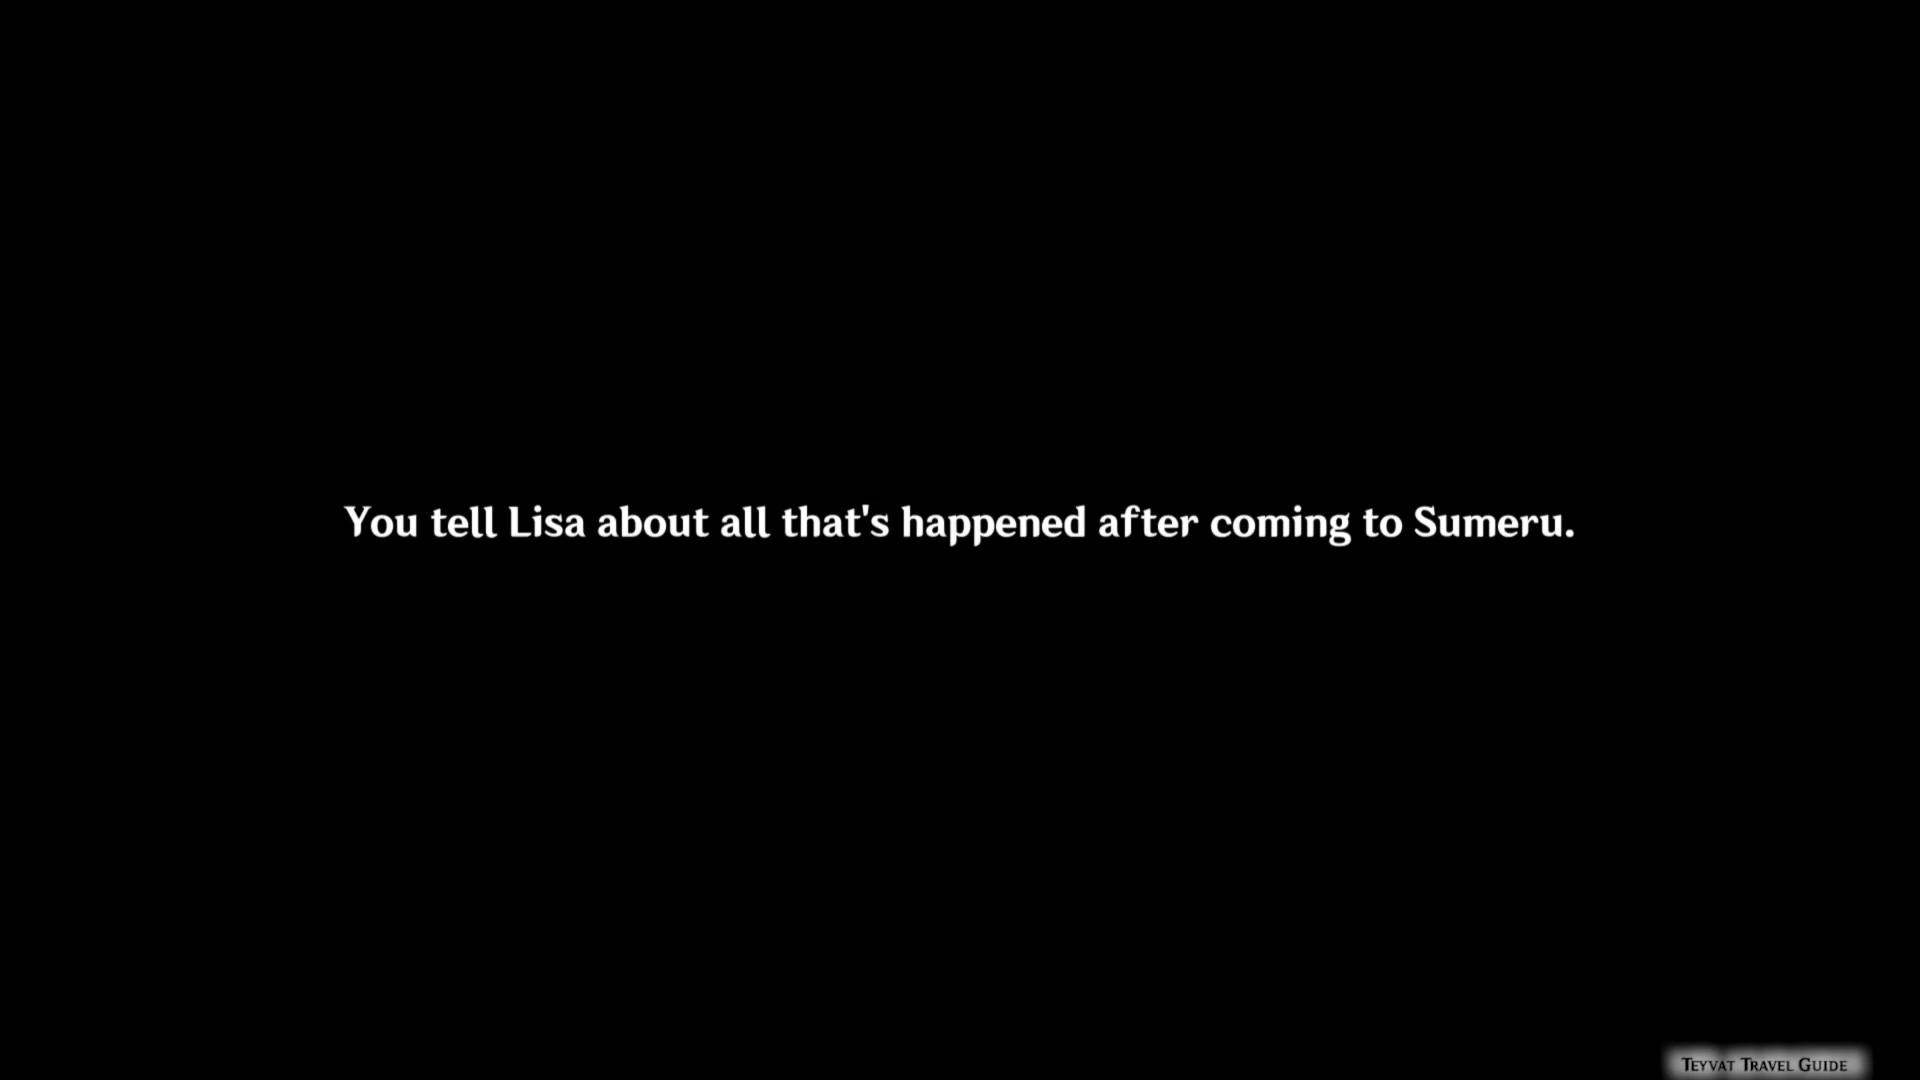 You tell Lisa about all that's happened after coming to Sumeru.
TEYVAT TRAVEL GUIDE